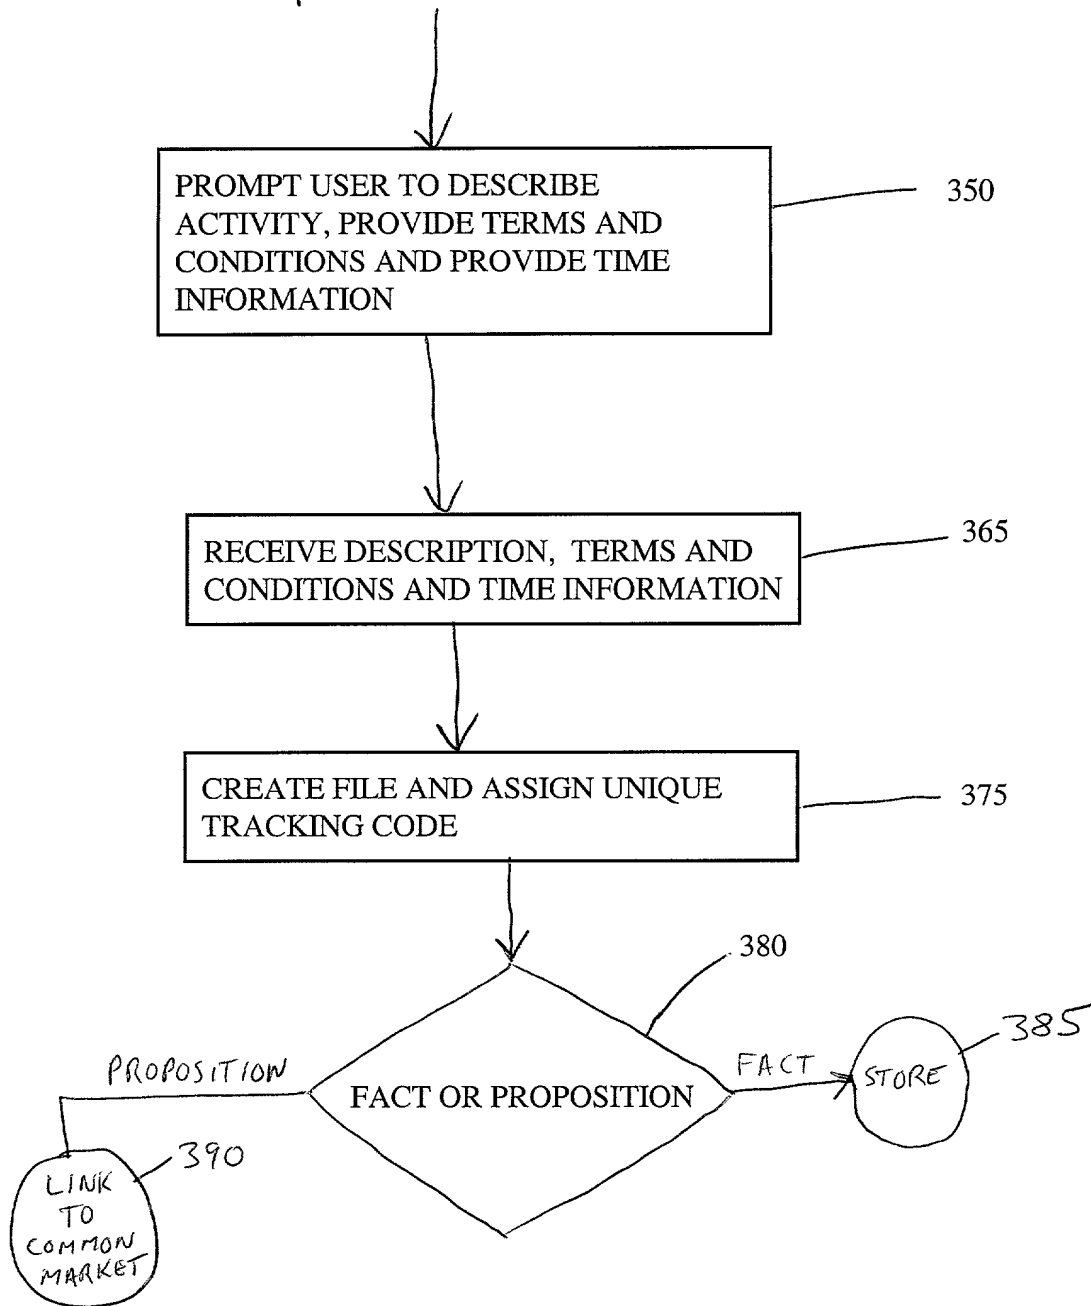 PROMPT USER TO DESCRIBE
ACTIVITY, PROVIDE TERMS AND
CONDITIONS AND PROVIDE TIME
INFORMATION
350
RECEIVE DESCRIPTION, TERMS AND
CONDITIONS AND TIME INFORMATION
365
CREATE FILE AND ASSIGN UNIQUE
TRACKING CODE
375
380
FACT OR PROPOSITION
PROPOSITION
FACT
STORE
385
390
LINK
TO
COMMON
MARKET